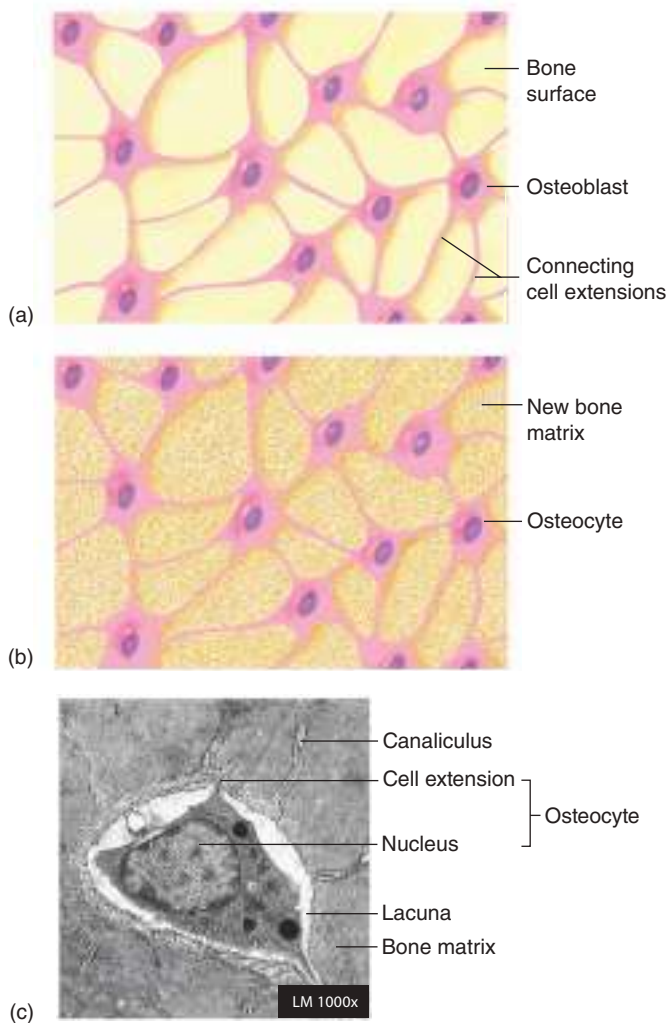 Bone
surface
Osteoblast
Connecting
cell extensions
(a)
New bone
matrix
Osteocyte
(b)
Canaliculus
Cell extension
Osteocyte
Nucleus
Lacuna
Bone matrix
LM 1000x
(c)